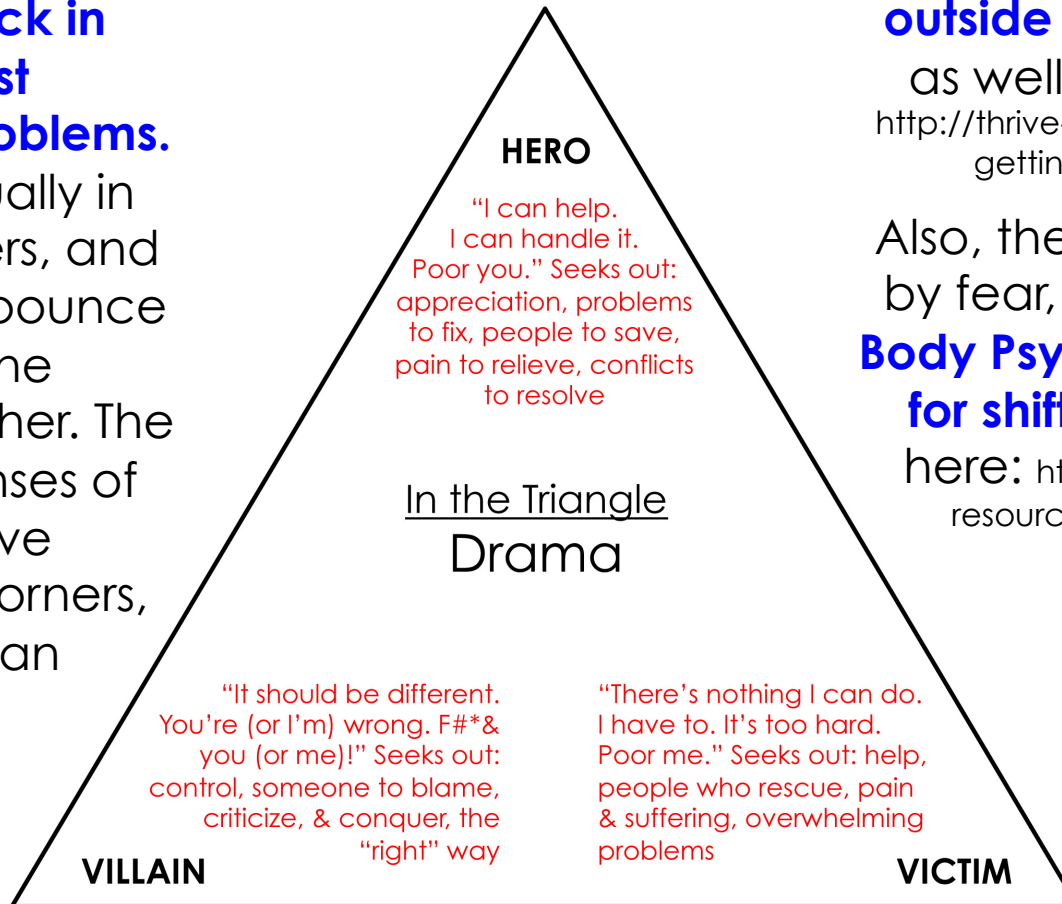 ck in
st
oblems.
ually in
ers, and
bounce
ne
her. The
nses of
ve
orners,
an
HERO
“I can help.
I can handle it.
Poor you.” Seeks out:
appreciation, problems
to fix, people to save,
pain to relieve, conflicts
to resolve
In the Triangle
Drama
“It should be different.
You’re (or I’m) wrong. F#*&
you (or me)!” Seeks out:
control, someone to blame,
criticize, & conquer, the
“right” way
VILLAIN
“There’s nothing I can do.
I have to. It’s too hard.
Poor me.” Seeks out: help,
people who rescue, pain
& suffering, overwhelming
problems
VICTIM
outside
as well
http://thrive
gettin
Also, the
by fear,
Body Psy
for shif
here: ht
resourc